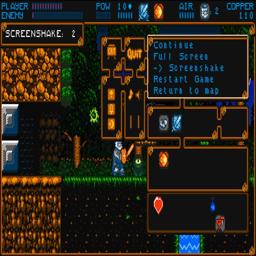 PLAYER POW 10 AIR 2 COPPER
ENEMY 110
SCREENSHAKE: 2
QUIT
Continue
Full Screen
-> Screenshake
Restart Game
Return to map